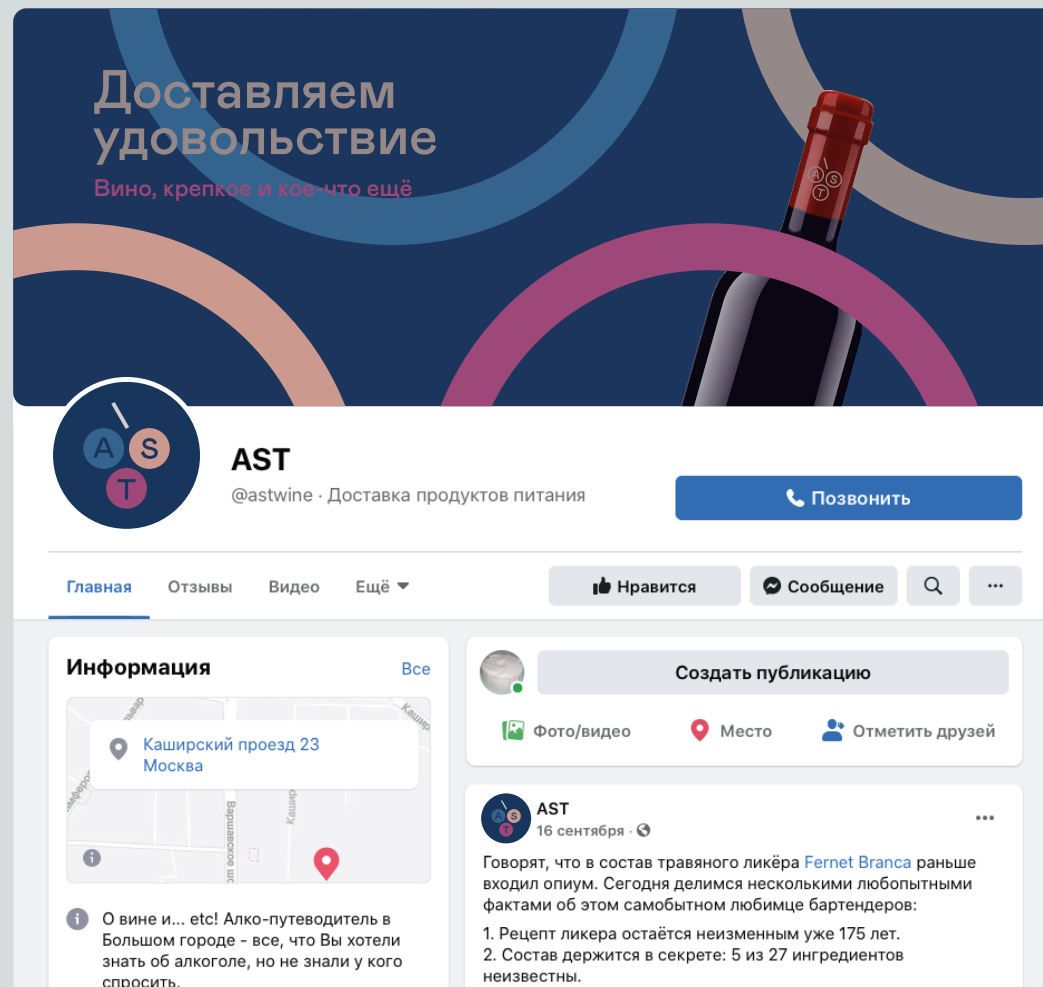 Доставляем
удовольствие
Вино, крепкое и кое-что ещё
A S
T
A S
T
AST
@astwine · Доставка продуктов питания
Позвонить
Главная Отзывы Видео Ещё
Нравится Сообщение
Информация Все
Каширский проезд 23
Москва
Варшавское шо
Кашир
Кашир
О вине и... etc! Алко-путеводитель в
Большом городе - все, что Вы хотели
знать об алкоголе, но не знали у кого
спросить.
Создать публикацию
Фото/видео Место Отметить друзей
A S
T
AST
16 сентября ·
Говорят, что в состав травяного ликёра Fernet Branca раньше
входил опиум. Сегодня делимся несколькими любопытными
фактами об этом самобытном любимце бартендеров:
1. Рецепт ликера остаётся неизменным уже 175 лет.
2. Состав держится в секрете: 5 из 27 ингредиентов
неизвестны.